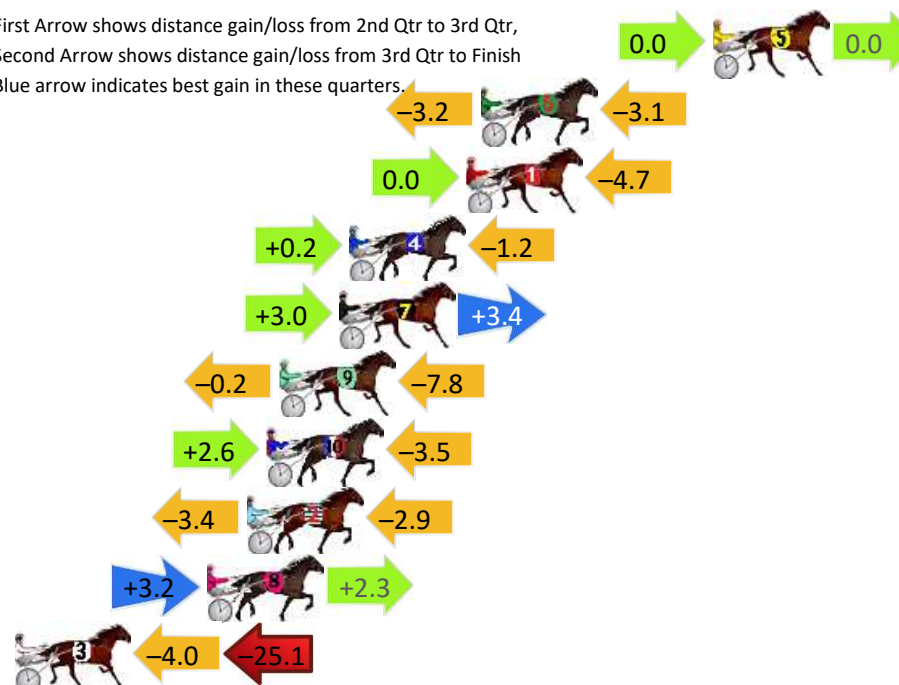 First Arrow shows distance gain/loss from 2nd Qtr to 3rd Qtr,
0.0 5 0.0
Second Arrow shows distance gain/loss from 3rd Qtr to Finish
Blue arrow indicates best gain in these quarters.
–3.2 –3.1
0.0 1 –4.7
+0.2 4 –1.2
+3.0 7 +3.4
–0.2 9 –7.8
+2.6 10 –3.5
–3.4 2 –2.9
+3.2 8 +2.3
3 –4.0 –25.1